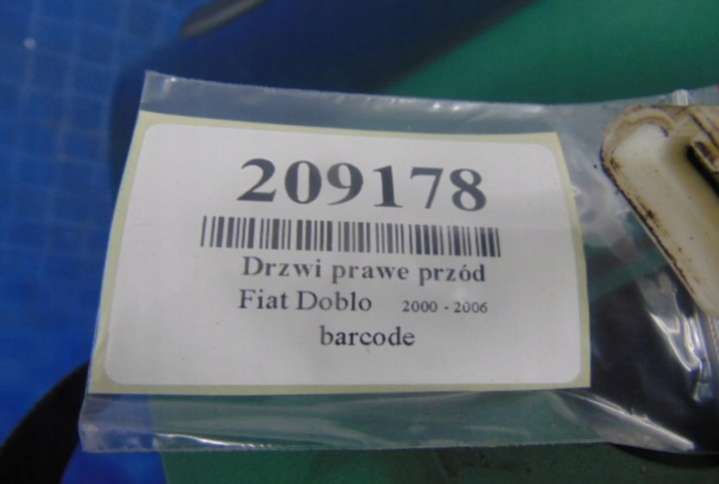 209178
Drzwi prawe przód
Fiat Doblo 2000 - 2006
barcode